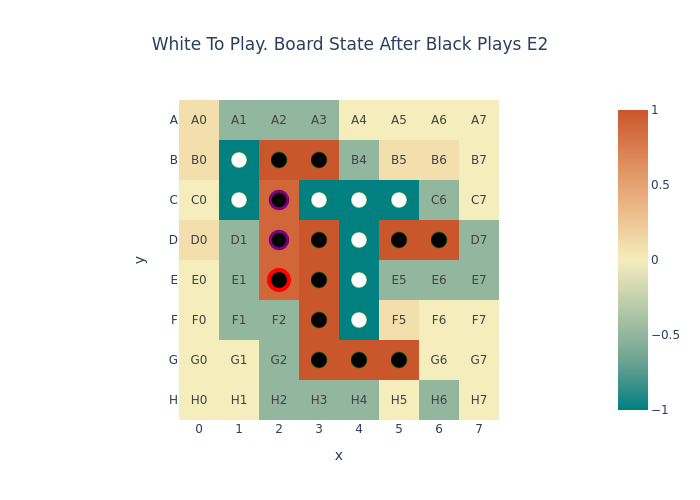 White To Play. Board State After Black Plays E2
A A0 A1 A2 A3 A4 A5 A6 A7 1
B B0 B4 B5 B6 B7
C C0 C6 C7 0.5
D D0 D1 D7
y 0
E E0 E1 E5 E6 E7
F F0 F1 F2 F5 F6 F7 −0.5
G G0 G1 G2 G6 G7
H H0 H1 H2 H3 H4 H5 H6 H7 −1
0 1 2 3 4 5 6 7
x